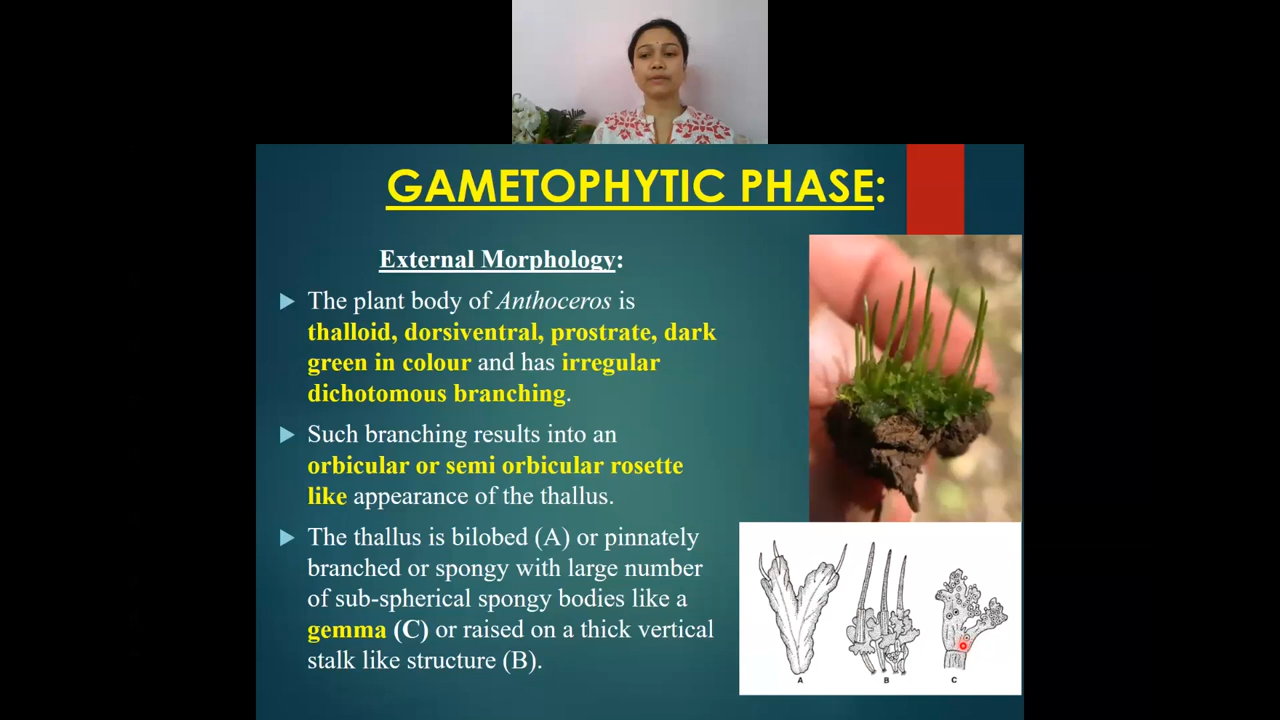 GAMETOPHYTIC PHASE:
External Morphology:
The plant body of Anthoceros is
thalloid, dorsiventral, prostrate, dark
green in colour and has irregular
dichotomous branching.
Such branching results into an
orbicular or semi orbicular rosette
like appearance of the thallus.
The thallus is bilobed (A) or pinnately
branched or spongy with large number
of sub-spherical spongy bodies like a
gemma (C) or raised on a thick vertical
stalk like structure (B).
A B C